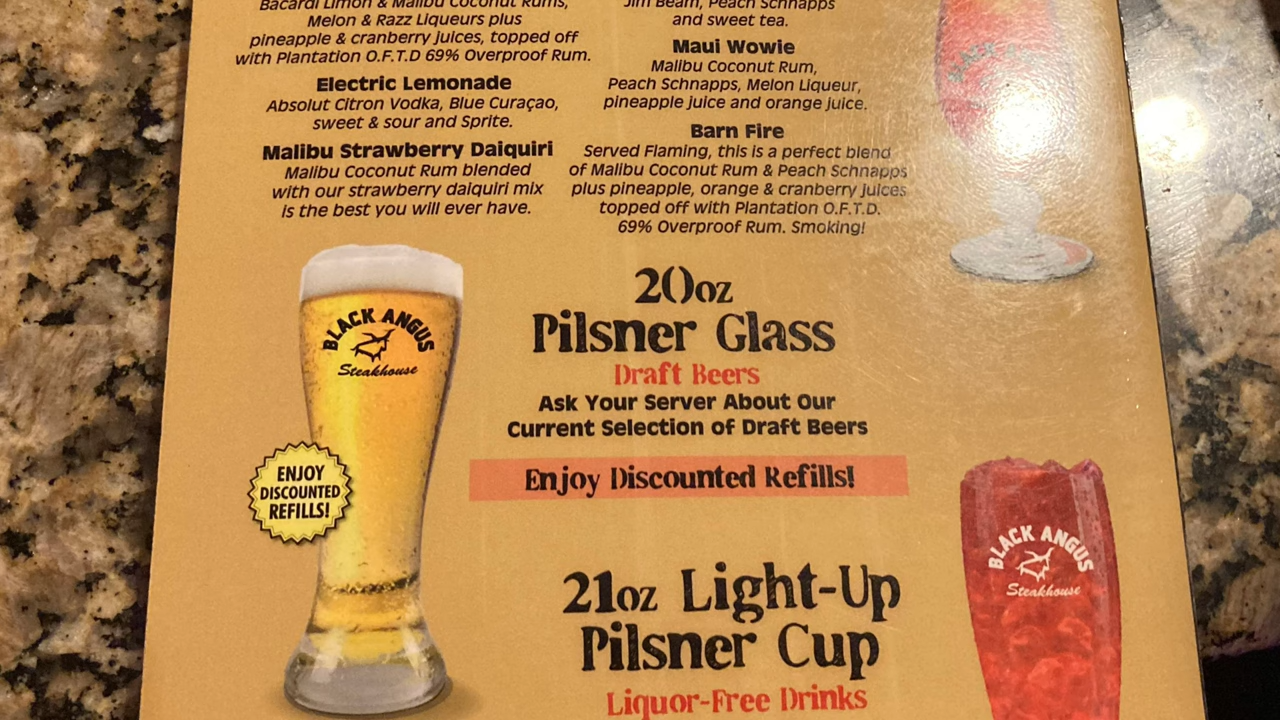 Bacardi Limon & Malibu Coconut Rums,
Melon & Razz Liqueurs plus
pineapple & cranberry juices, topped off
with Plantation O.F.T.D 69% Overproof Rum.
Electric Lemonade
Absolut Citron Vodka, Blue Curaçao,
sweet & sour and Sprite.
Malibu Strawberry Daiquiri
Malibu Coconut Rum blended
with our strawberry daiquiri mix
is the best you will ever have.
Jim Beam, Peach Schnapps
and sweet tea.
Maui Wowie
Malibu Coconut Rum,
Peach Schnapps, Melon Liqueur,
pineapple juice and orange juice.
Barn Fire
Served Flaming, this is a perfect blend
of Malibu Coconut Rum & Peach Schnapps
plus pineapple, orange & cranberry juices
topped off with Plantation O.F.T.D.
69% Overproof Rum. Smoking!
BLACK ANGUS
BLACK ANGUS
Steakhouse
ENJOY
DISCOUNTED
REFILLS!
20oz
Pilsner Glass
Draft Beers
Ask Your Server About Our
Current Selection of Draft Beers
Enjoy Discounted Refills!
21oz Light-Up
Pilsner Cup
Liquor-Free Drinks
BLACK ANGUS
Steakhouse